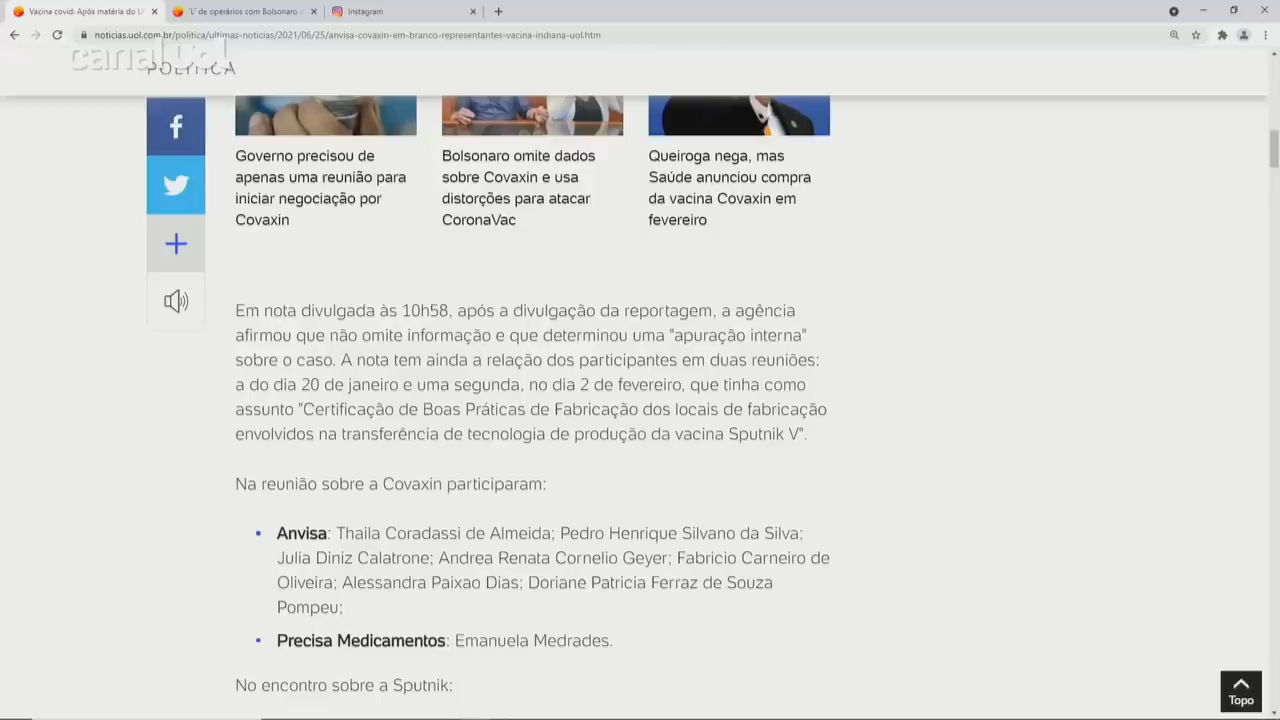 Vacina covid: Após matéria do U
'L' de operários com Bolsonaro e
Instagram
noticias.uol.com.br/politica/ultimas-noticias/2021/06/25/anvisa-covaxin-em-branco-representantes-vacina-indiana-uol.htm
canal uol
POLÍTICA
Governo precisou de
apenas uma reunião para
iniciar negociação por
Covaxin
Bolsonaro omite dados
sobre Covaxin e usa
distorções para atacar
CoronaVac
Queiroga nega, mas
Saúde anunciou compra
da vacina Covaxin em
fevereiro
Em nota divulgada às 10h58, após a divulgação da reportagem, a agência
afirmou que não omite informação e que determinou uma "apuração interna"
sobre o caso. A nota tem ainda a relação dos participantes em duas reuniões:
a do dia 20 de janeiro e uma segunda, no dia 2 de fevereiro, que tinha como
assunto "Certificação de Boas Práticas de Fabricação dos locais de fabricação
envolvidos na transferência de tecnologia de produção da vacina Sputnik V".
Na reunião sobre a Covaxin participaram:
• Anvisa: Thaila Coradassi de Almeida; Pedro Henrique Silvano da Silva;
Julia Diniz Calatrone; Andrea Renata Cornelio Geyer; Fabricio Carneiro de
Oliveira; Alessandra Paixao Dias; Doriane Patricia Ferraz de Souza
Pompeu;
• Precisa Medicamentos: Emanuela Medrades.
No encontro sobre a Sputnik:
Topo